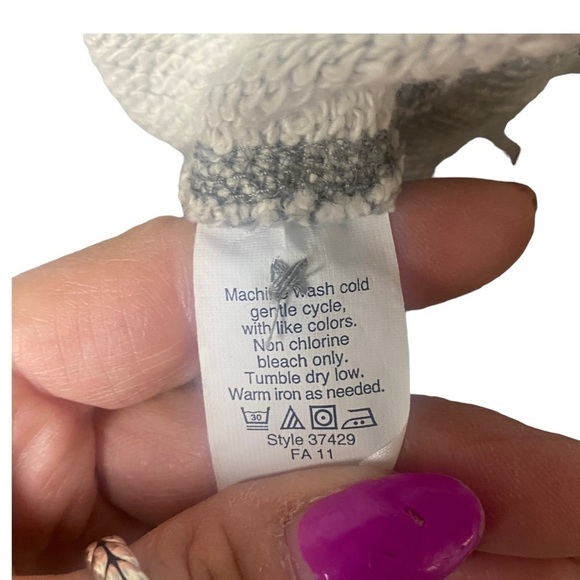 Machine wash cold
gentle cycle,
with like colors.
Non chlorine
bleach only.
Tumble dry low.
Warm iron as needed.
30
Style 37429
FA 11